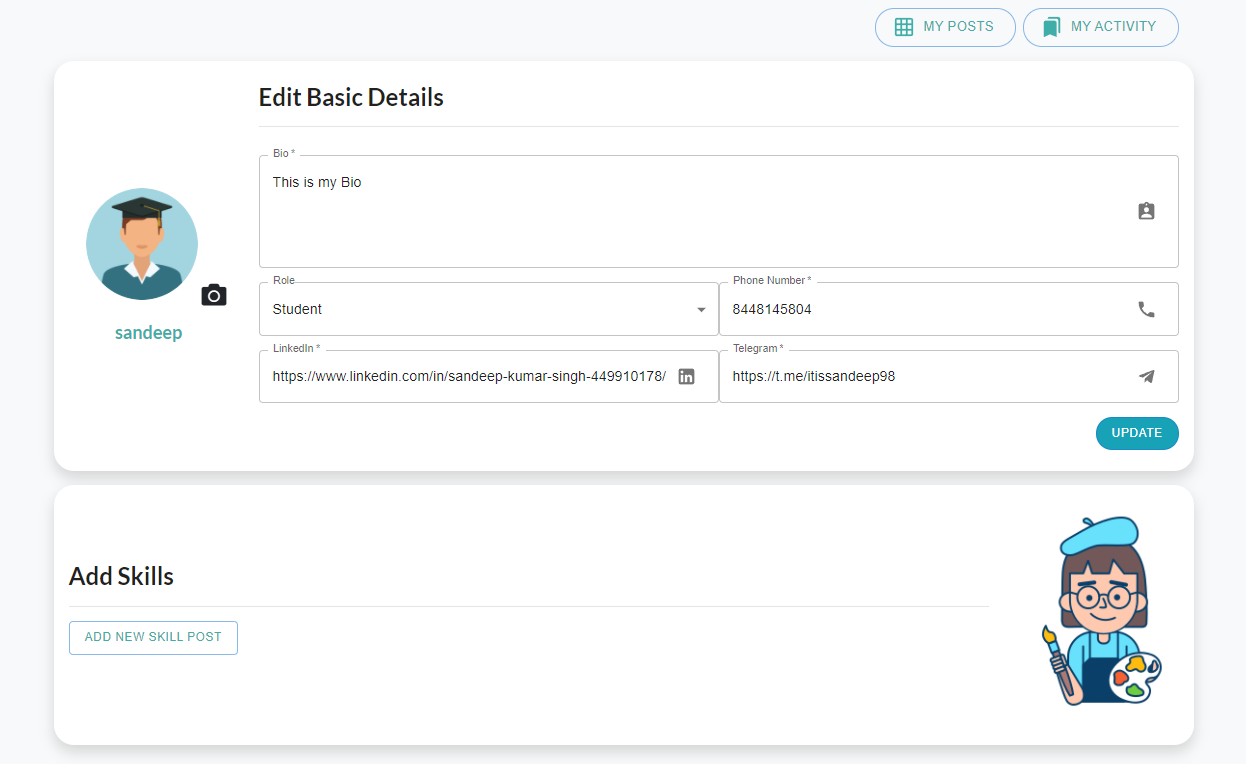 MY POSTS
MY ACTIVITY
Edit Basic Details
Bio *
This is my Bio
sandeep
Role
Student
Phone Number *
8448145804
LinkedIn *
https://www.linkedin.com/in/sandeep-kumar-singh-449910178/
Telegram *
https://t.me/itissandeep98
UPDATE
Add Skills
ADD NEW SKILL POST